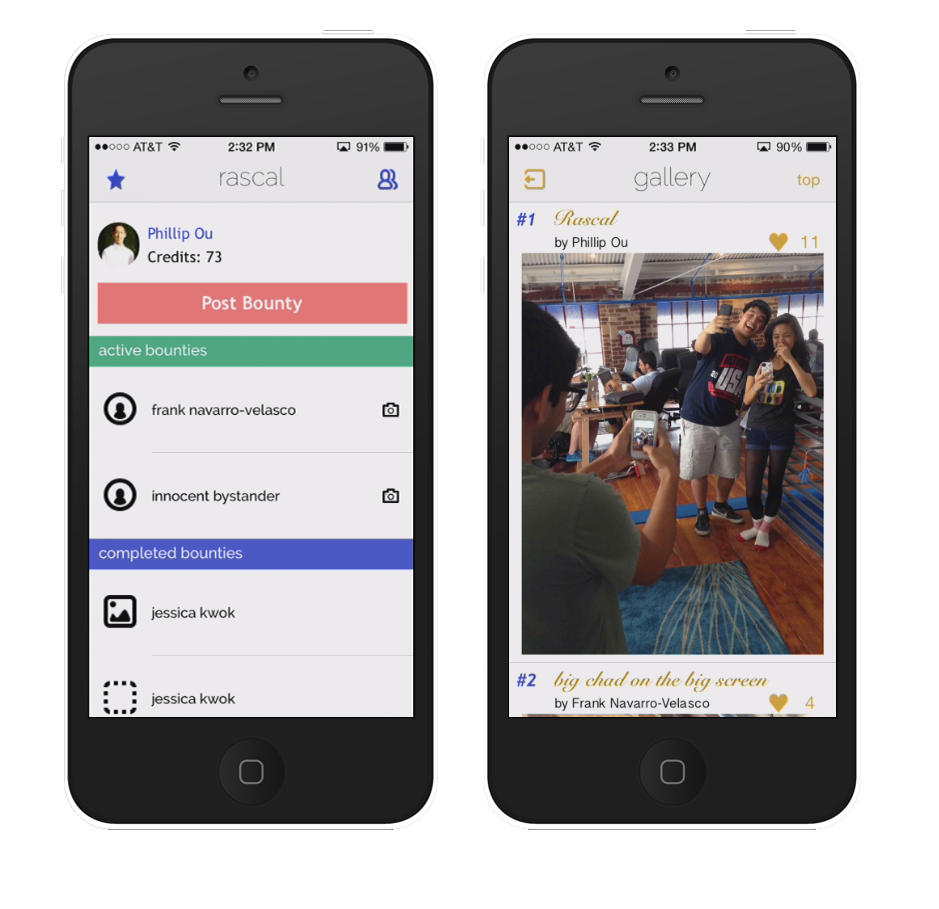 AT&T 2:32 PM 91%
rascal
Phillip Ou
Credits: 73
Post Bounty
active bounties
frank navarro-velasco
innocent bystander
completed bounties
jessica kwok
jessica kwok
AT&T 2:33 PM 90%
gallery top
#1 Rascal
by Phillip Ou 11
USA
#2 big chad on the big screen
by Frank Navarro-Velasco 4